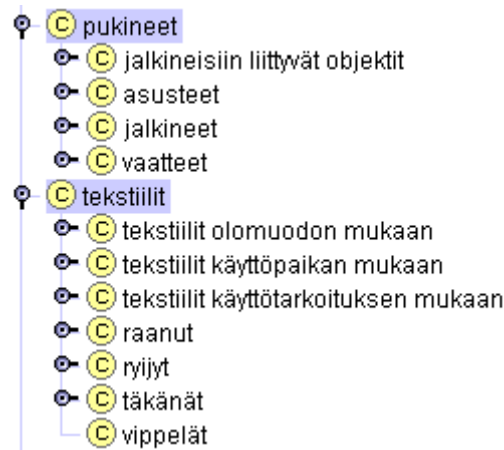 C pukineet
C jalkineisiin liittyvät objektit
C asusteet
C jalkineet
C vaatteet
C tekstiilit
C tekstiilit olomuodon mukaan
C tekstiilit käyttöpaikan mukaan
C tekstiilit käyttötarkoituksen mukaan
C raanut
C ryijyt
C täkänät
C vippelät